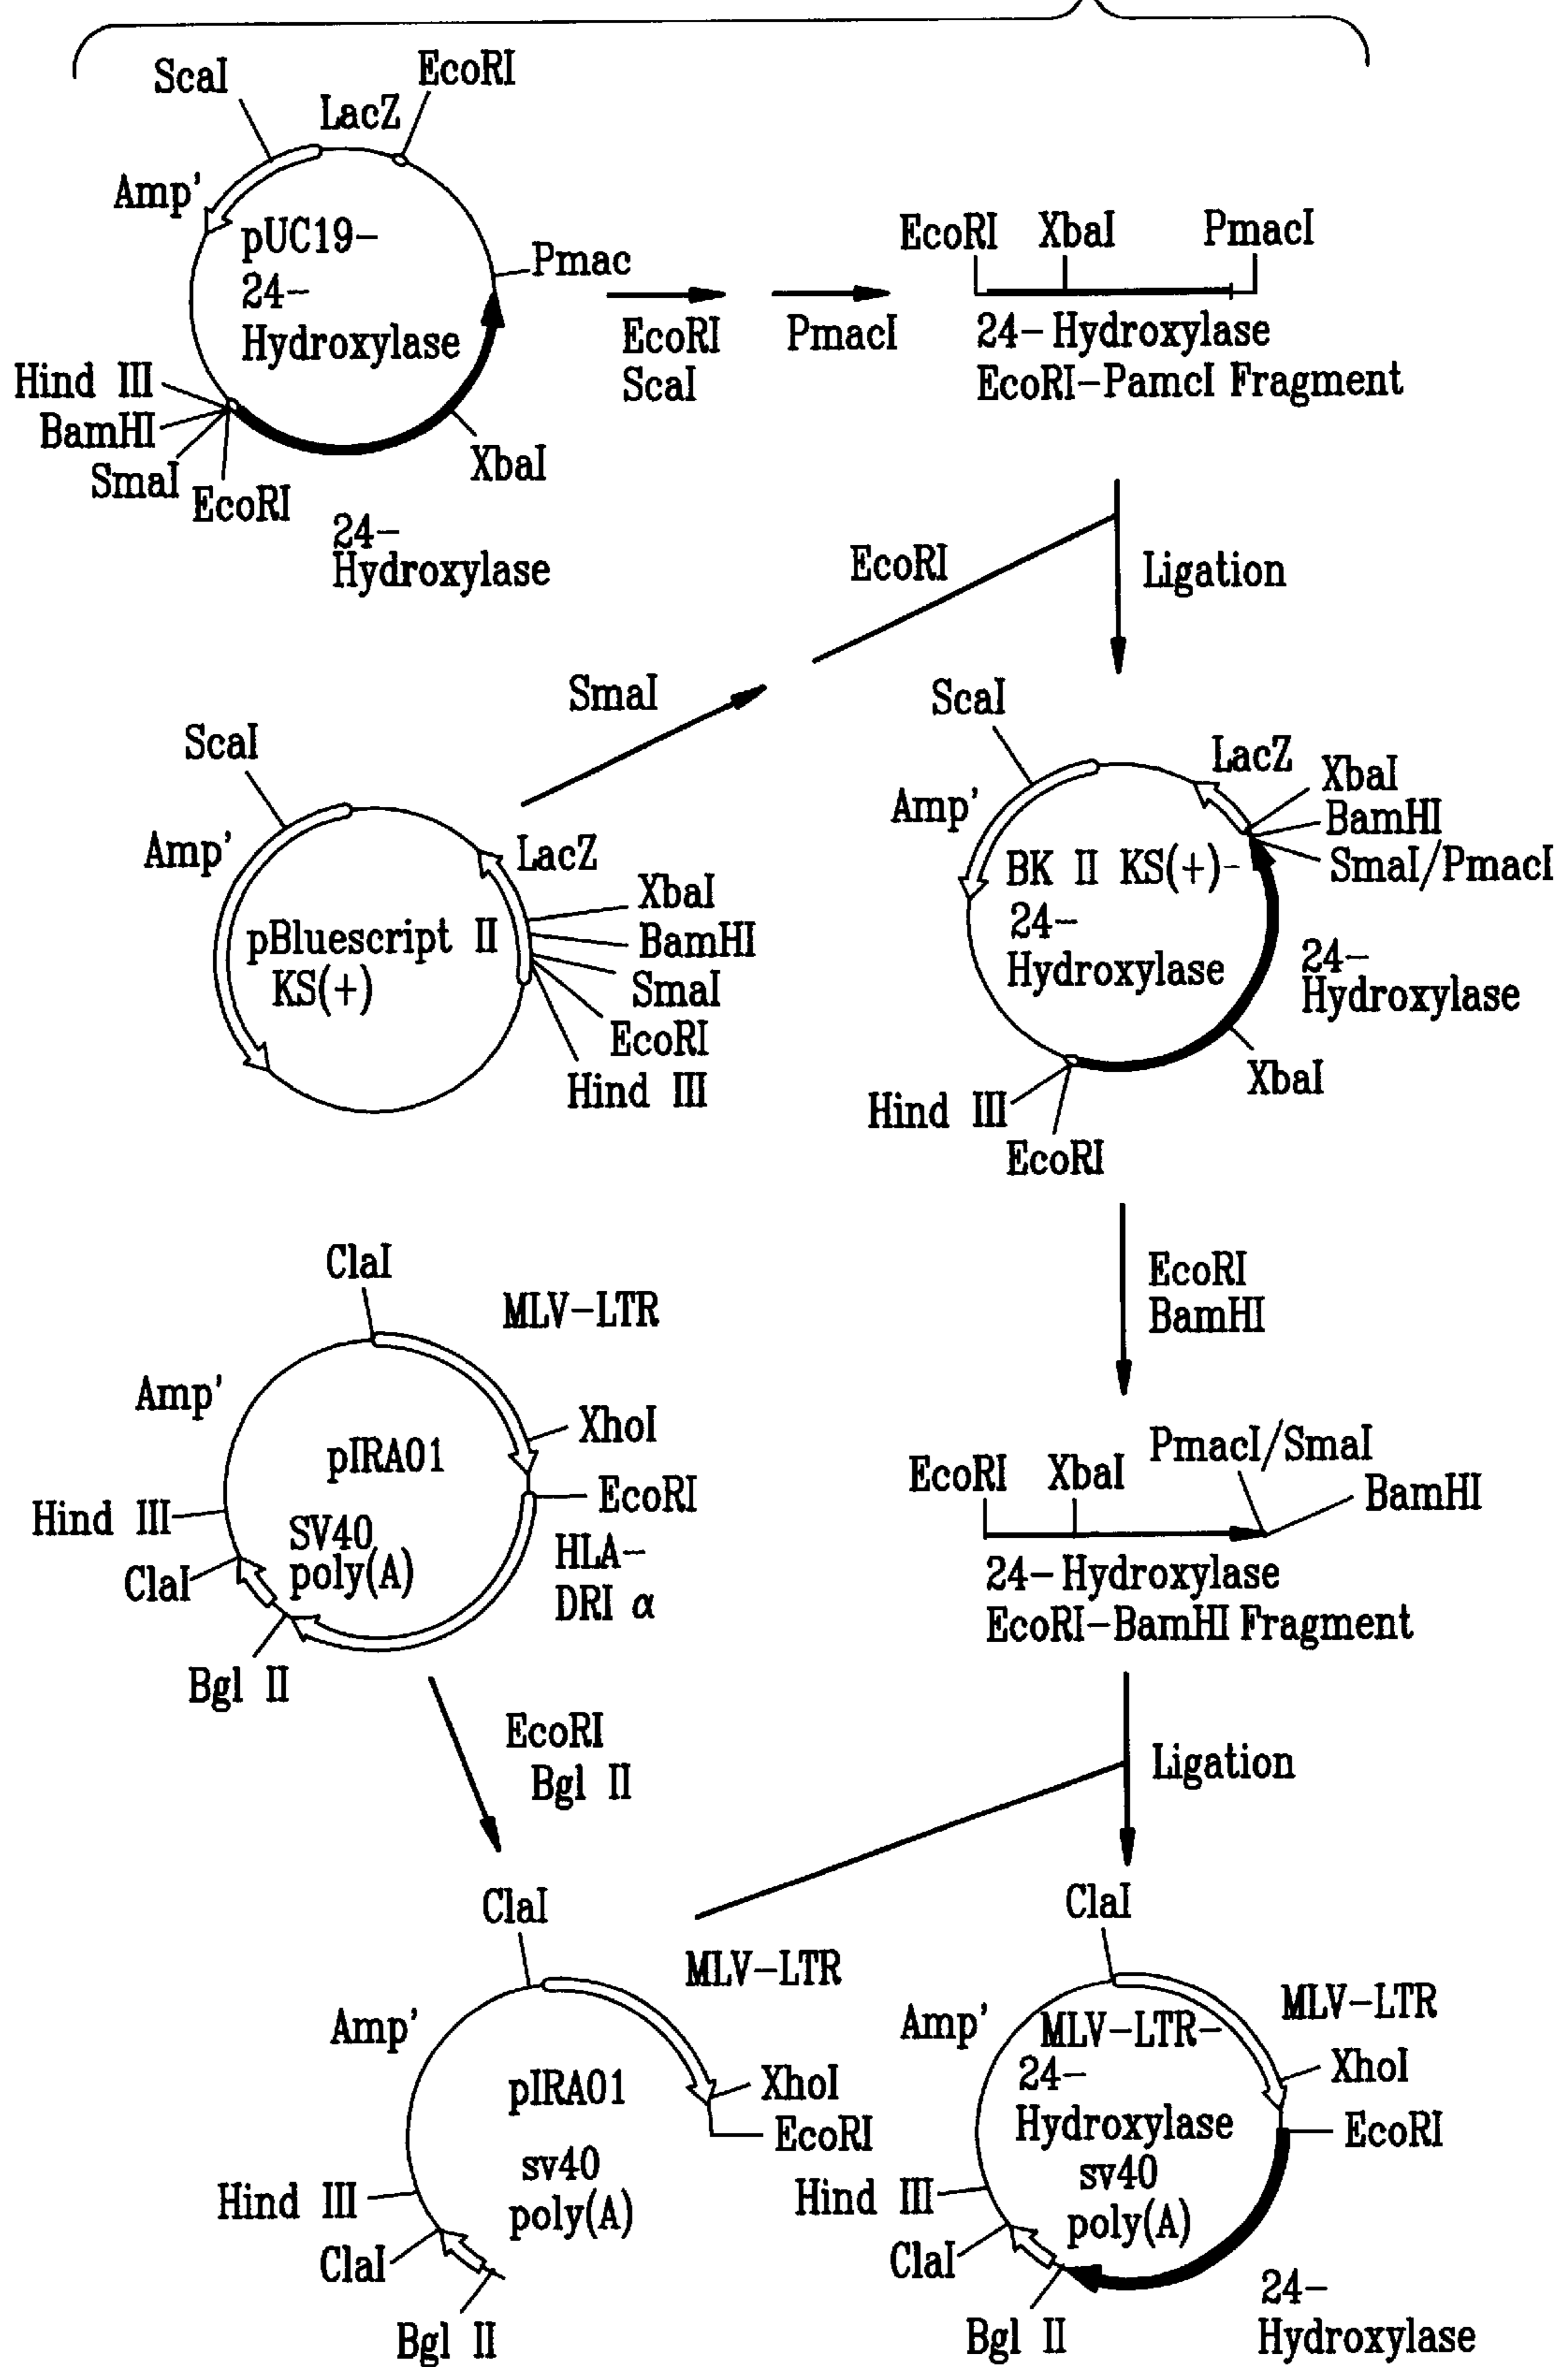 ScaI
EcoRI
LacZ
Amp'
pUC19-
24-
Hydroxylase
Pmac
Hind III
BamHI
SmaI
EcoRI
XbaI
24-
Hydroxylase
EcoRI
ScaI
PmacI
EcoRI
XbaI
PmacI
24-Hydroxylase
EcoRI-PamcI Fragment
EcoRI
Ligation
SmaI
ScaI
Amp'
LacZ
pBluescript II
KS(+)
XbaI
BamHI
SmaI
EcoRI
Hind III
ScaI
LacZ
XbaI
BamHI
SmaI/PmacI
Amp'
BK II KS(+)-
24-
Hydroxylase
24-
Hydroxylase
XbaI
Hind III
EcoRI
EcoRI
BamHI
ClaI
MLV-LTR
Amp'
pIRA01
XhoI
EcoRI
Hind III
SV40
poly(A)
HLA-
DRI α
ClaI
Bgl II
PmacI/SmaI
EcoRI
XbaI
BamHI
24-Hydroxylase
EcoRI-BamHI Fragment
EcoRI
Bgl II
Ligation
ClaI
MLV-LTR
Amp'
pIRA01
XhoI
EcoRI
sv40
poly(A)
Hind III
ClaI
Bgl II
ClaI
MLV-LTR
Amp'
MLV-LTR-
24-
Hydroxylase
sv40
poly(A)
XhoI
EcoRI
Hind III
ClaI
Bgl II
24-
Hydroxylase